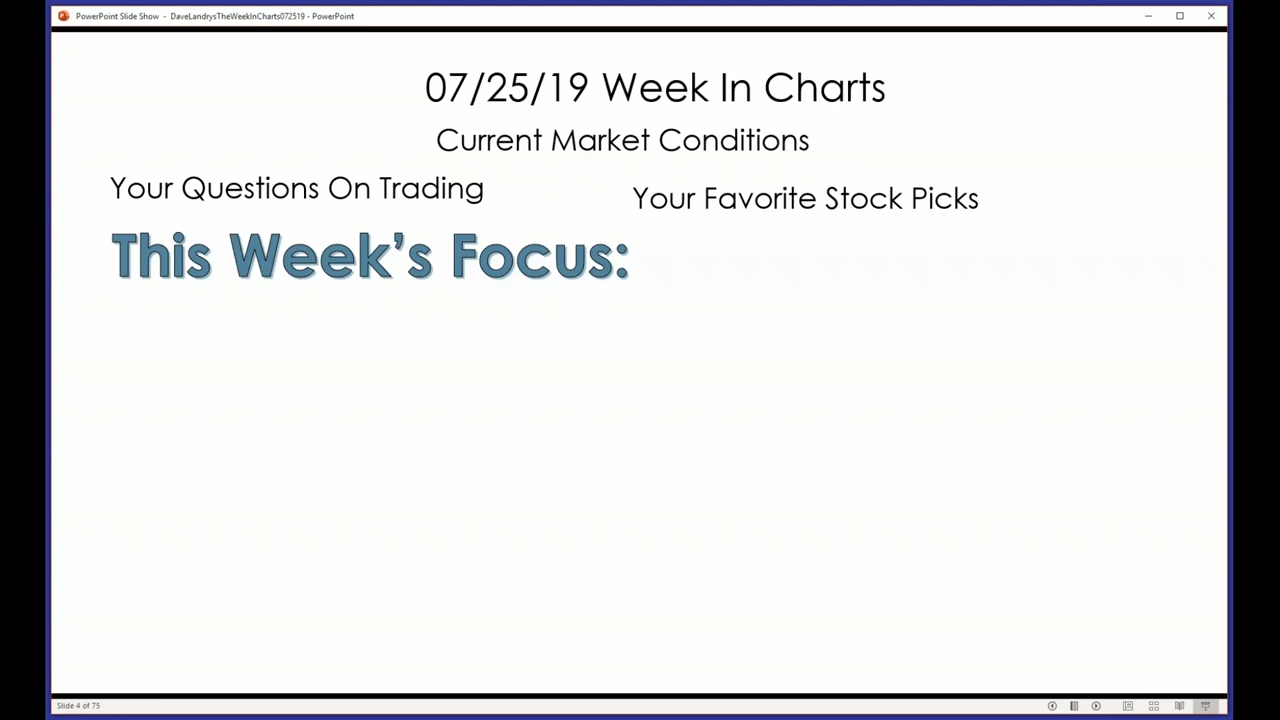 PowerPoint Slide Show - DaveLandrysTheWeekInCharts072519 - PowerPoint
07/25/19 Week In Charts
Current Market Conditions
Your Questions On Trading
Your Favorite Stock Picks
This Week's Focus:
Slide 4 of 75